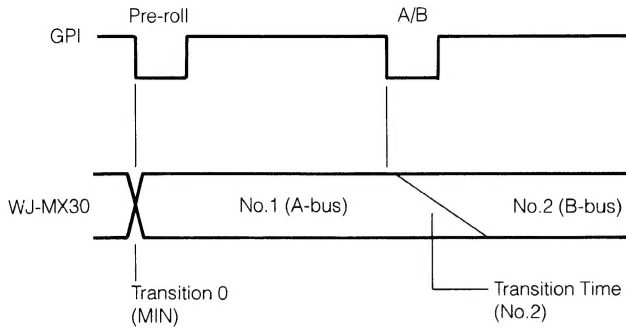 Pre-roll
A/B
GPI
WJ-MX30
No.1 (A-bus)
No.2 (B-bus)
Transition 0
(MIN)
Transition Time
(No.2)